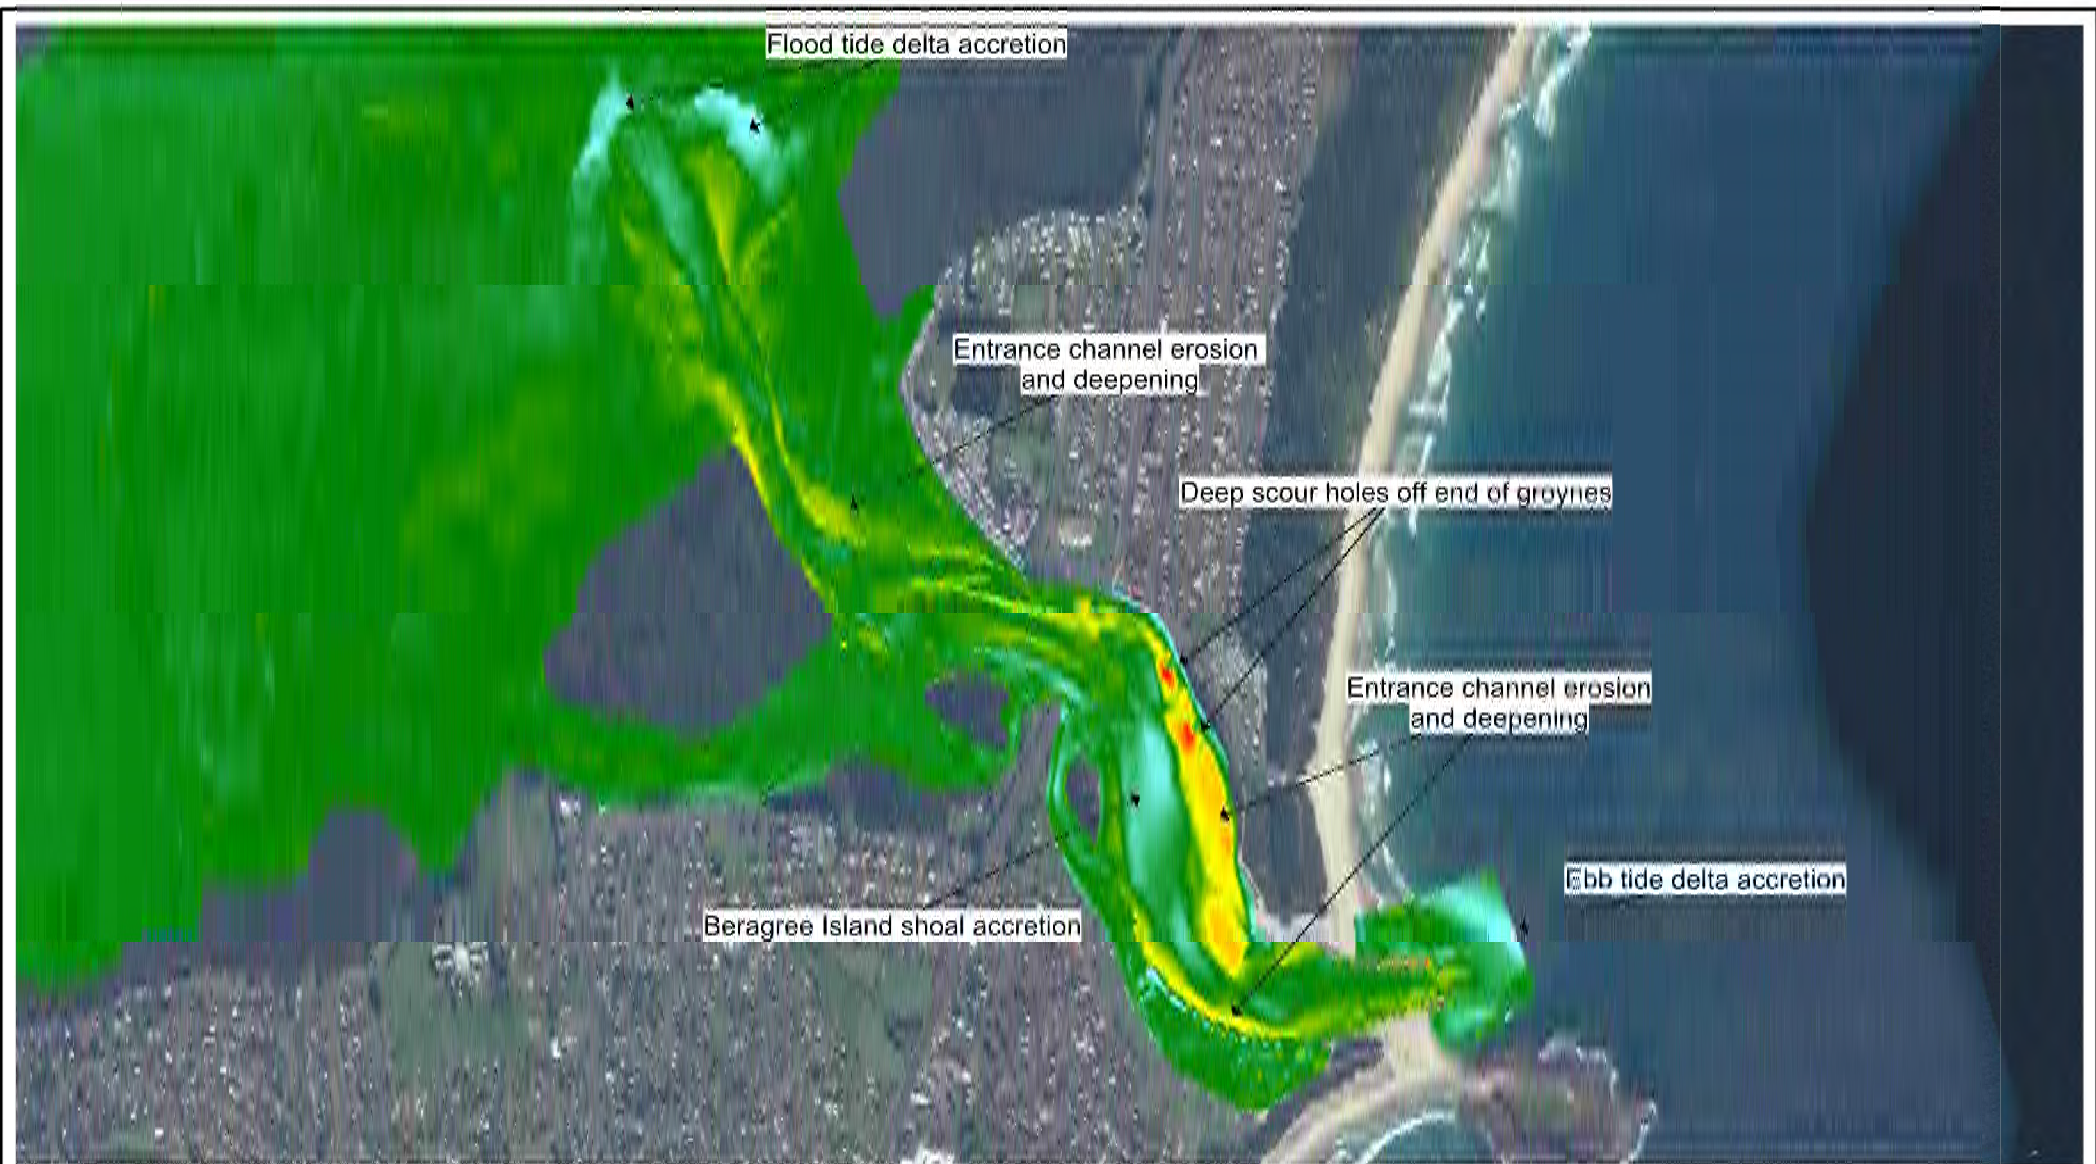 Flood tide delta accretion
Entrance channel erosion
and deepening
Deep scour holes off end of groynes
Entrance channel erosion
and deepening
Ebb tide delta accretion
Beragree Island shoal accretion